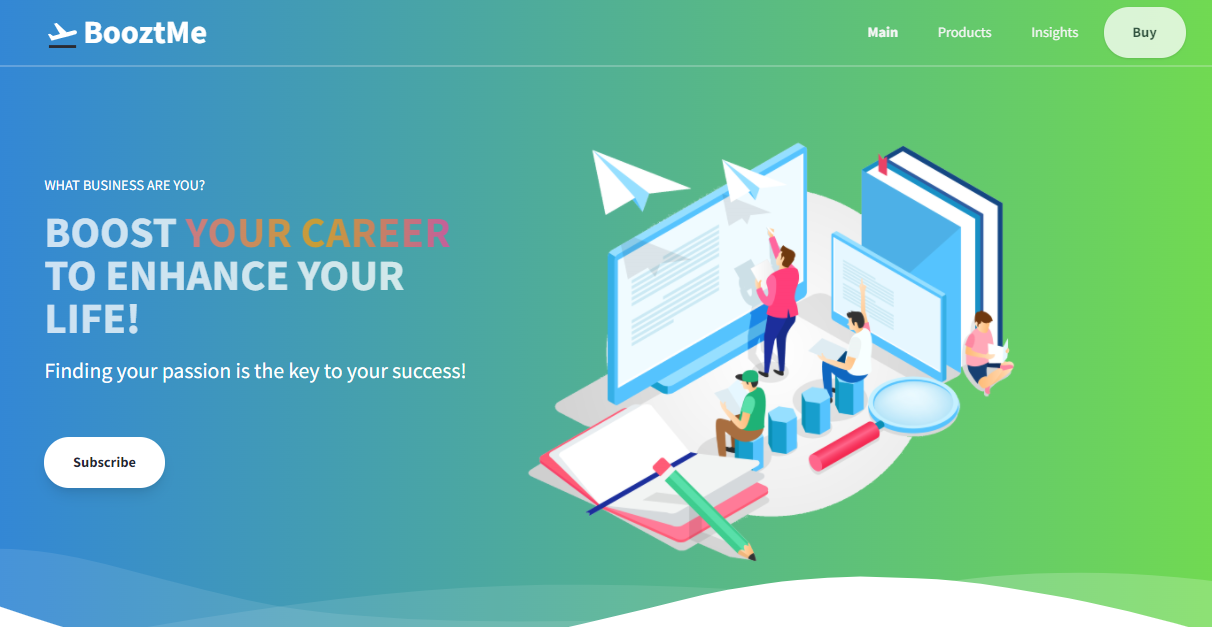 BooztMe
Main
Products
Insights
Buy
WHAT BUSINESS ARE YOU?
BOOST YOUR CAREER
TO ENHANCE YOUR
LIFE!
Finding your passion is the key to your success!
Subscribe